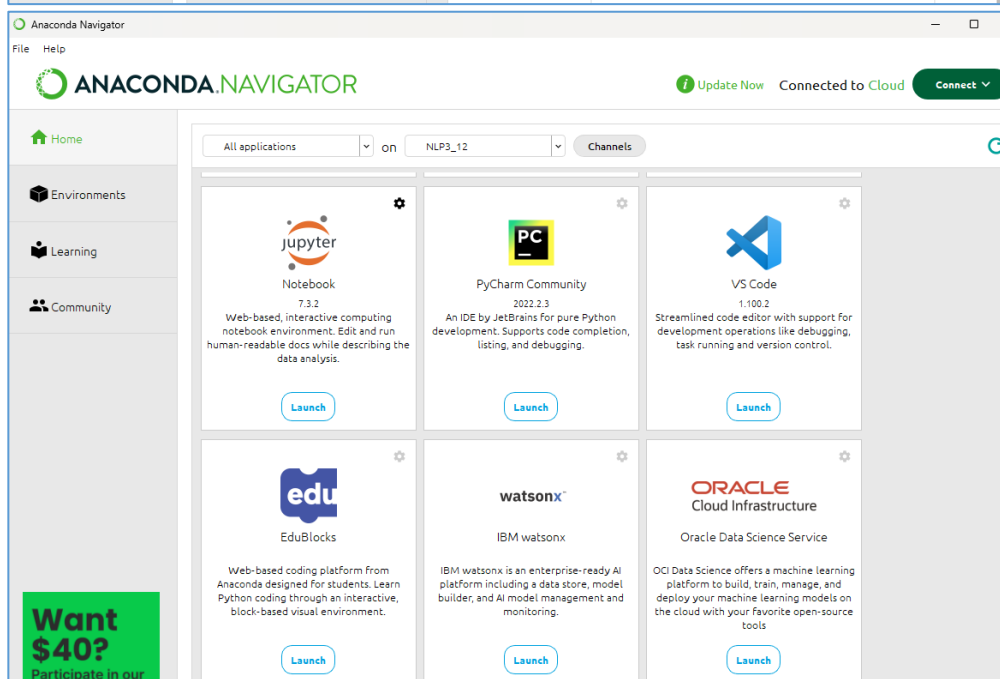 Anaconda Navigator
File Help
ANACONDA.NAVIGATOR
i Update Now Connected to Cloud Connect
Home
Environments
Learning
Community
All applications on NLP3_12 Channels
jupyter
Notebook
7.3.2
Web-based, interactive computing
notebook environment. Edit and run
human-readable docs while describing the
data analysis.
Launch
PC
PyCharm Community
2022.2.3
An IDE by JetBrains for pure Python
development. Supports code completion,
listing, and debugging.
Launch
VS Code
1.100.2
Streamlined code editor with support for
development operations like debugging,
task running and version control.
Launch
edu
EduBlocks
Web-based coding platform from
Anaconda designed for students. Learn
Python coding through an interactive,
block-based visual environment.
Launch
watsonx
IBM watsonx
IBM watsonx is an enterprise-ready AI
platform including a data store, model
builder, and AI model management and
monitoring.
Launch
ORACLE
Cloud Infrastructure
Oracle Data Science Service
OCI Data Science offers a machine learning
platform to build, train, manage, and
deploy your machine learning models on
the cloud with your favorite open-source
tools
Launch
Want
$40?
Participate in our